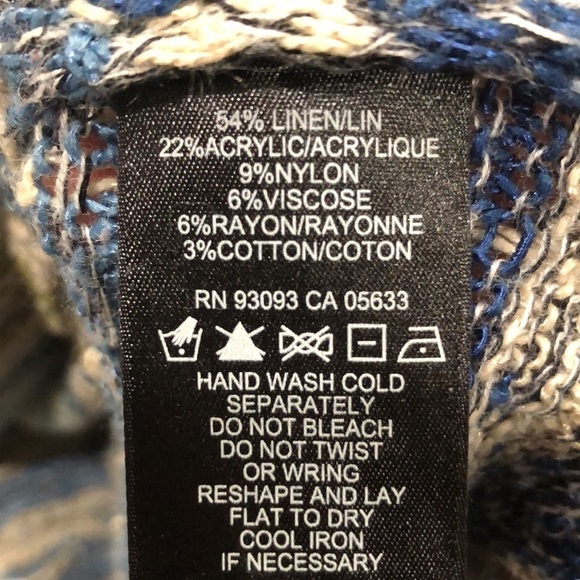 54% LINEN/LIN
22%ACRYLIC/ACRYLIQUE
9%NYLON
6%VISCOSE
6%RAYON/RAYONNE
3%COTTON/COTON
RN 93093 CA 05633
HAND WASH COLD
SEPARATELY
DO NOT BLEACH
DO NOT TWIST
OR WRING
RESHAPE AND LAY
FLAT TO DRY
COOL IRON
IF NECESSARY